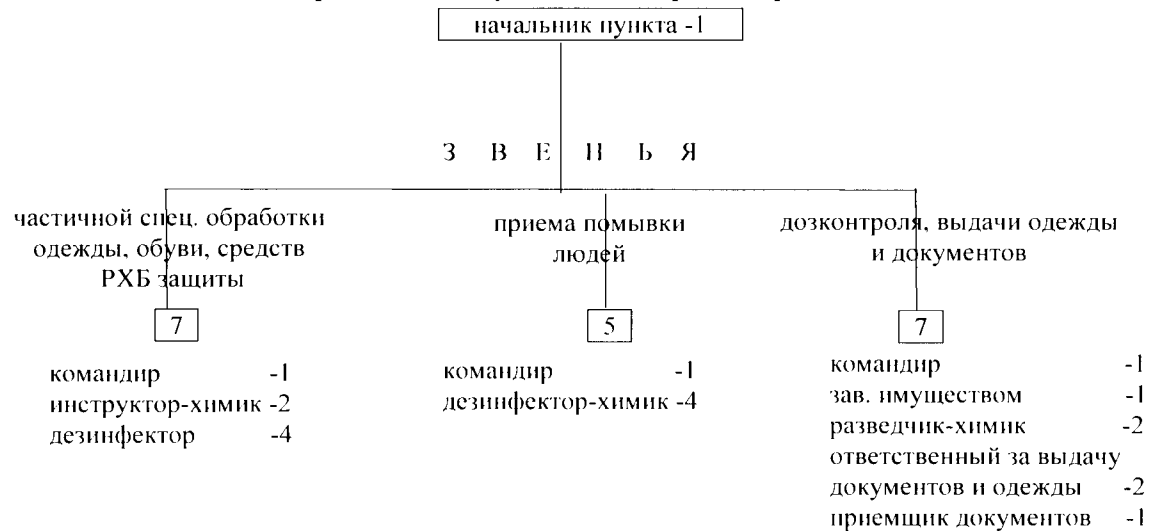 начальник пункта -1
З В Е Н Ь Я
частичной спец. обработки
одежды, обуви, средств
РХБ защиты
7
командир -1
инструктор-химик -2
дезинфектор -4
приема помывки
людей
5
командир -1
дезинфектор-химик -4
дозконтроля, выдачи одежды
и документов
7
командир -1
зав. имуществом -1
разведчик-химик -2
ответственный за выдачу
документов и одежды -2
приемщик документов -1